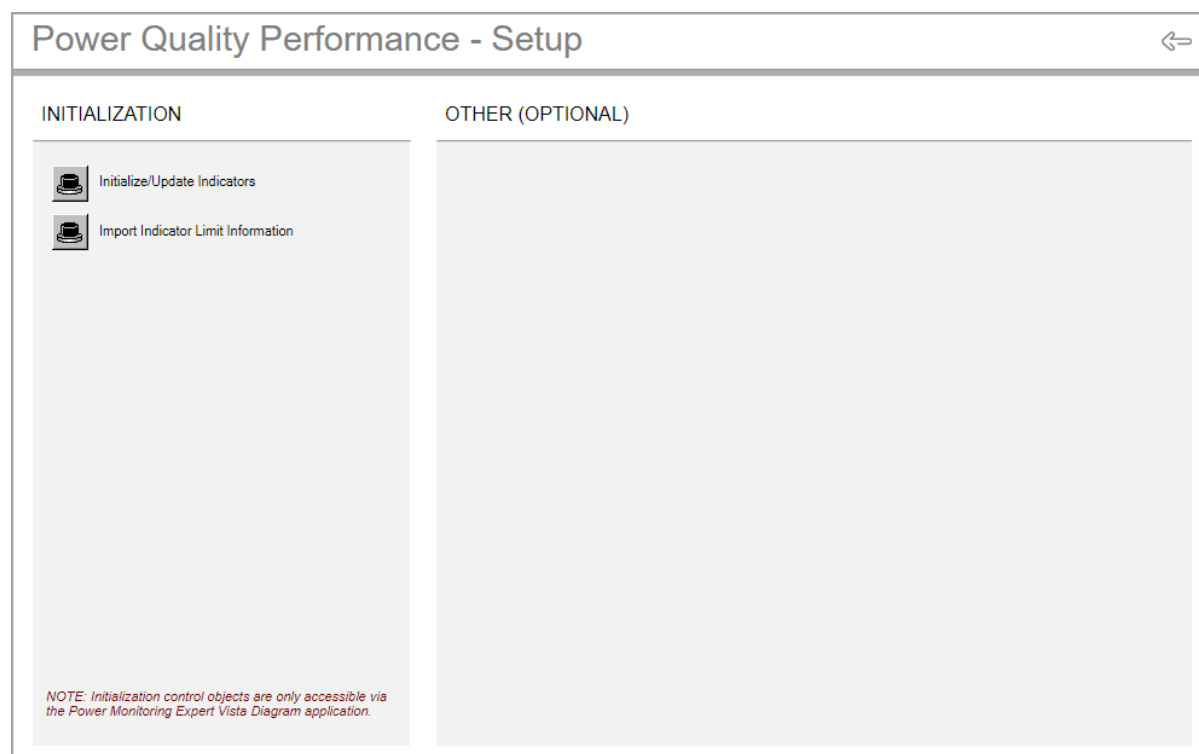 Power Quality Performance - Setup
INITIALIZATION
OTHER (OPTIONAL)
Initialize/Update Indicators
Import Indicator Limit Information
NOTE: Initialization control objects are only accessible via
the Power Monitoring Expert Vista Diagram application.